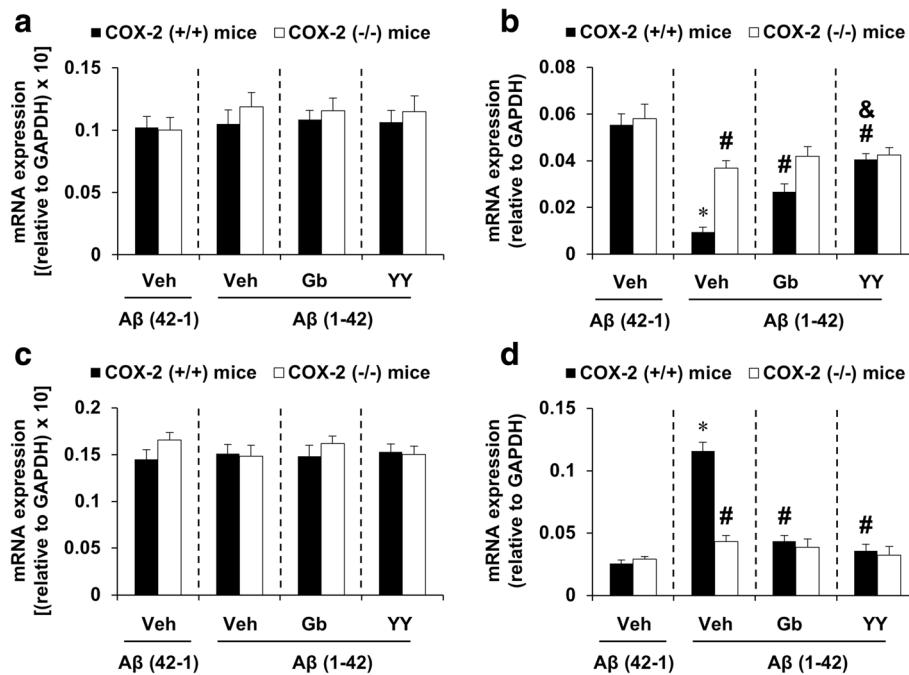 a
COX-2 (+/+) mice COX-2 (-/-) mice
mRNA expression
[(relative to GAPDH) x 10]
0.15
0.1
0.05
0
Veh Veh Gb YY
Aβ (42-1) Aβ (1-42)
b
COX-2 (+/+) mice COX-2 (-/-) mice
mRNA expression
(relative to GAPDH)
0.08
0.06
0.04
0.02
0
*
#
#
&
#
Veh Veh Gb YY
Aβ (42-1) Aβ (1-42)
c
COX-2 (+/+) mice COX-2 (-/-) mice
mRNA expression
[(relative to GAPDH) x 10]
0.2
0.15
0.1
0.05
0
Veh Veh Gb YY
Aβ (42-1) Aβ (1-42)
d
COX-2 (+/+) mice COX-2 (-/-) mice
mRNA expression
(relative to GAPDH)
0.15
0.1
0.05
0
*
# # #
Veh Veh Gb YY
Aβ (42-1) Aβ (1-42)